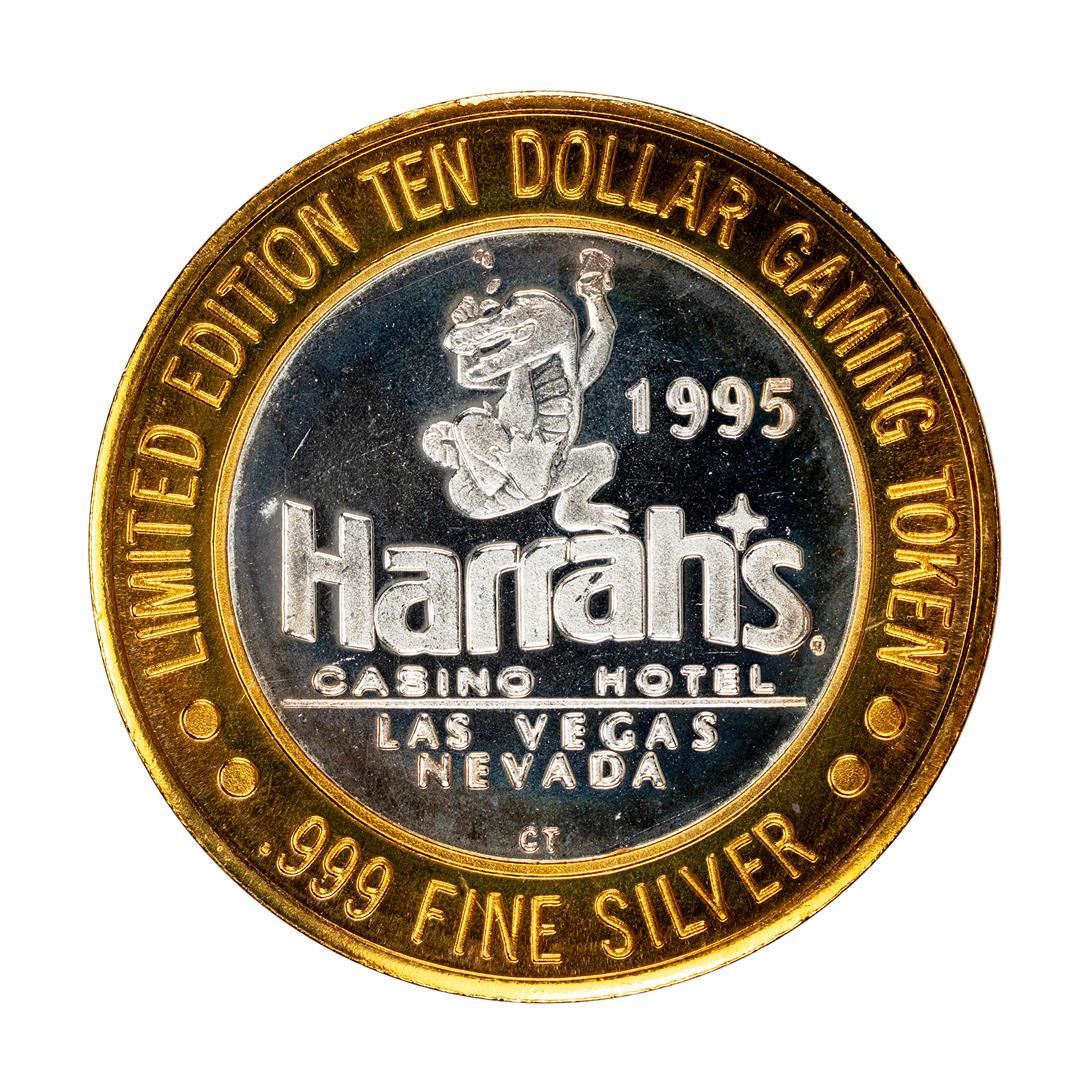 LIMITED EDITION TEN DOLLAR GAMING TOKEN
1995
Harrah's
CASINO HOTEL
LAS VEGAS
NEVADA
CT
.999 FINE SILVER